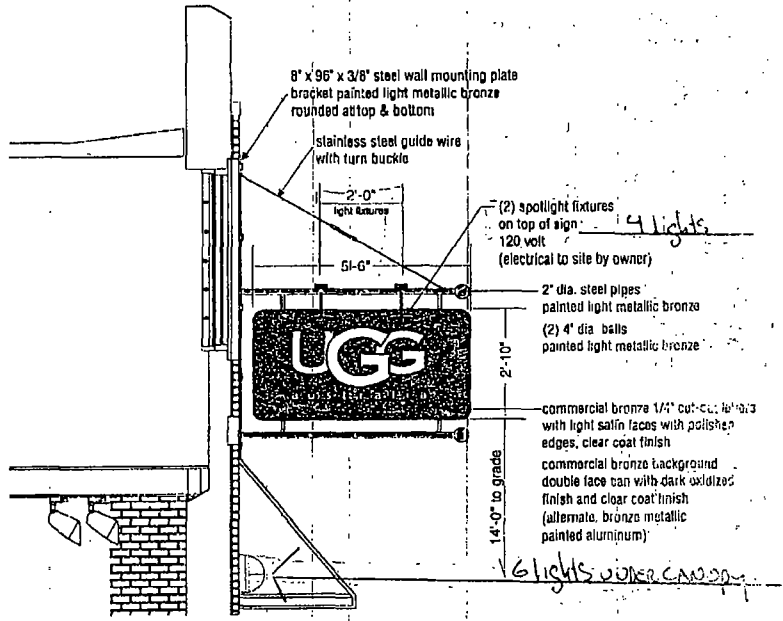 8" x 96" x 3/8" steel wall mounting plate
bracket painted light metallic bronze
rounded at top & bottom
stainless steel guide wire
with turn buckle
2'-0"
light fixtures
(2) spotlight fixtures
on top of sign
120 volt
(electrical to site by owner)
4 lights
5'-6"
2" dia. steel pipes
painted light metallic bronze
(2) 4" dia balls
painted light metallic bronze
UGG
AUSTRALIA
2'-10"
commercial bronze 1/4" cut-out letters
with light satin faces with polished
edges, clear coat finish
commercial bronze background
double face can with dark oxidized
finish and clear coat finish
(alternate, bronze metallic
painted aluminum)
14'-0" to grade
6 lights UNDER CANOPY